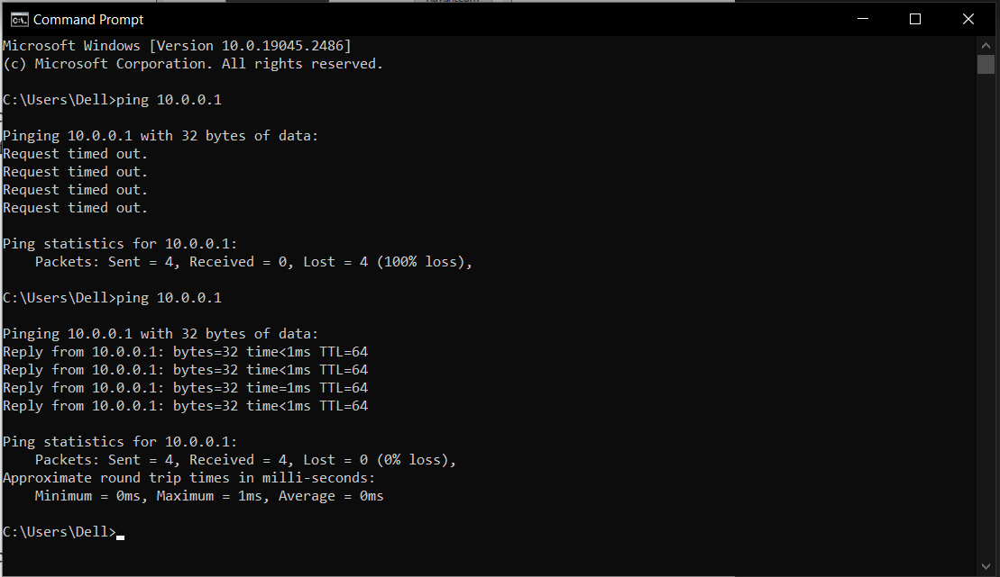 Command Prompt
Microsoft Windows [Version 10.0.19045.2486]
(c) Microsoft Corporation. All rights reserved.
C:\Users\Dell>ping 10.0.0.1
Pinging 10.0.0.1 with 32 bytes of data:
Request timed out.
Request timed out.
Request timed out.
Request timed out.
Ping statistics for 10.0.0.1:
    Packets: Sent = 4, Received = 0, Lost = 4 (100% loss),
C:\Users\Dell>ping 10.0.0.1
Pinging 10.0.0.1 with 32 bytes of data:
Reply from 10.0.0.1: bytes=32 time<1ms TTL=64
Reply from 10.0.0.1: bytes=32 time<1ms TTL=64
Reply from 10.0.0.1: bytes=32 time=1ms TTL=64
Reply from 10.0.0.1: bytes=32 time<1ms TTL=64
Ping statistics for 10.0.0.1:
    Packets: Sent = 4, Received = 4, Lost = 0 (0% loss),
Approximate round trip times in milli-seconds:
    Minimum = 0ms, Maximum = 1ms, Average = 0ms
C:\Users\Dell>